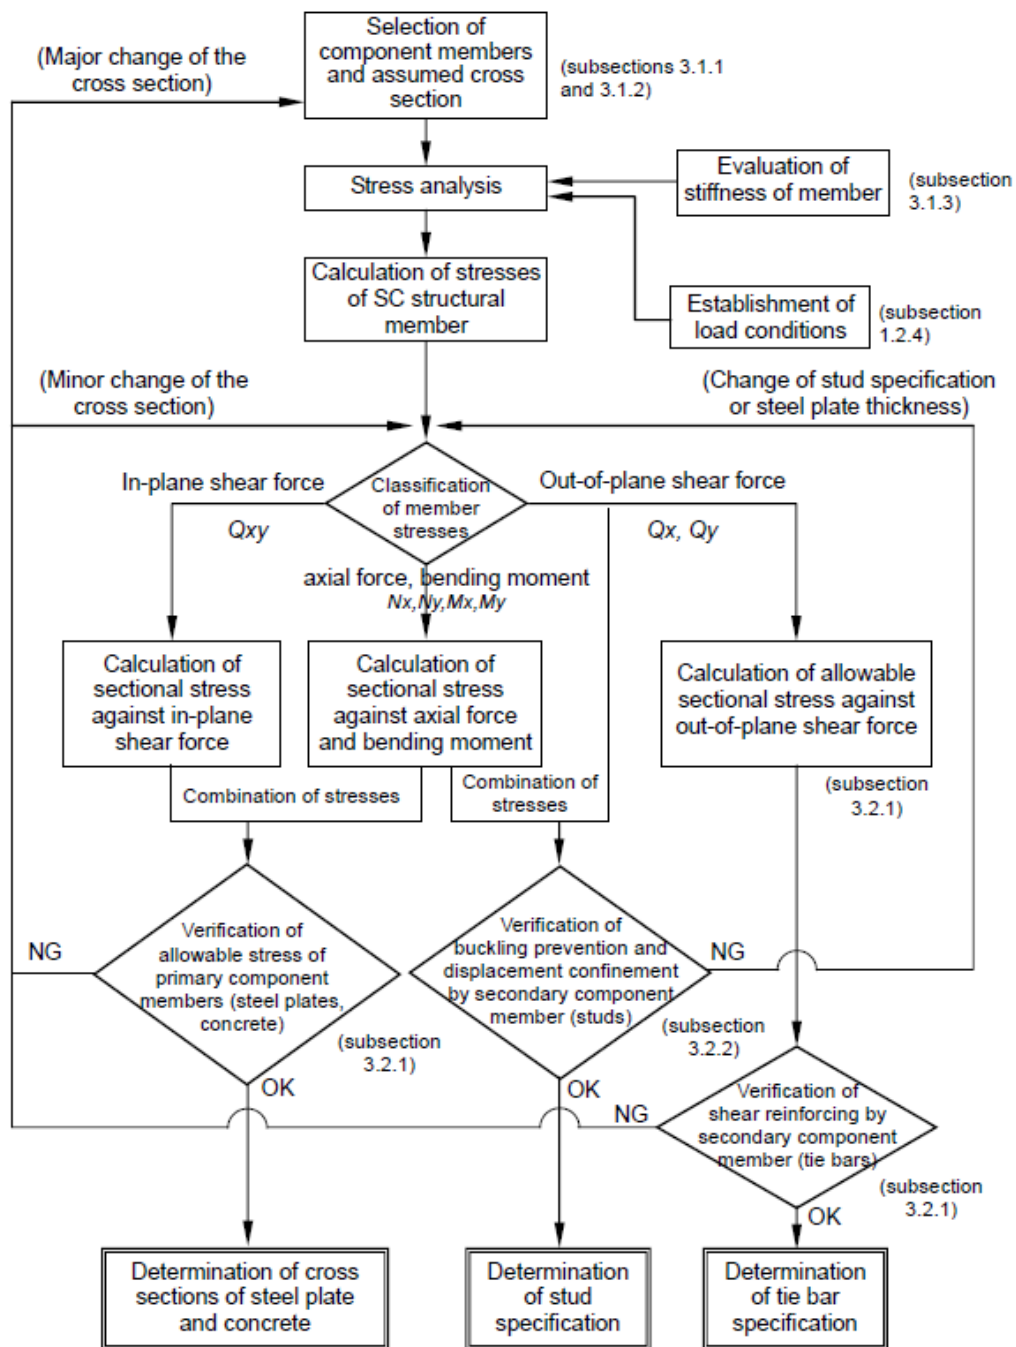 Selection of
component members
and assumed cross
section
(subsections 3.1.1
and 3.1.2)
(Major change of the
cross section)
Stress analysis
Evaluation of
stiffness of member
(subsection
3.1.3)
Calculation of stresses
of SC structural
member
Establishment of
load conditions
(subsection
1.2.4)
(Minor change of the
cross section)
(Change of stud specification
or steel plate thickness)
Classification
of member
stresses
In-plane shear force
Qxy
Out-of-plane shear force
Qx, Qy
axial force, bending moment
Nx,Ny,Mx,My
Calculation of
sectional stress
against in-plane
shear force
Calculation of
sectional stress
against axial force
and bending moment
Calculation of allowable
sectional stress against
out-of-plane shear force
(subsection
3.2.1)
Combination of stresses
Combination of
stresses
Verification of
allowable stress of
primary component
members (steel plates,
concrete)
NG
(subsection
3.2.1)
OK
Verification of
buckling prevention and
displacement confinement
by secondary component
member (studs)
NG
(subsection
3.2.2)
OK
Verification of
shear reinforcing by
secondary component
member (tie bars)
NG
(subsection
3.2.1)
OK
Determination of cross
sections of steel plate
and concrete
Determination
of stud
specification
Determination
of tie bar
specification